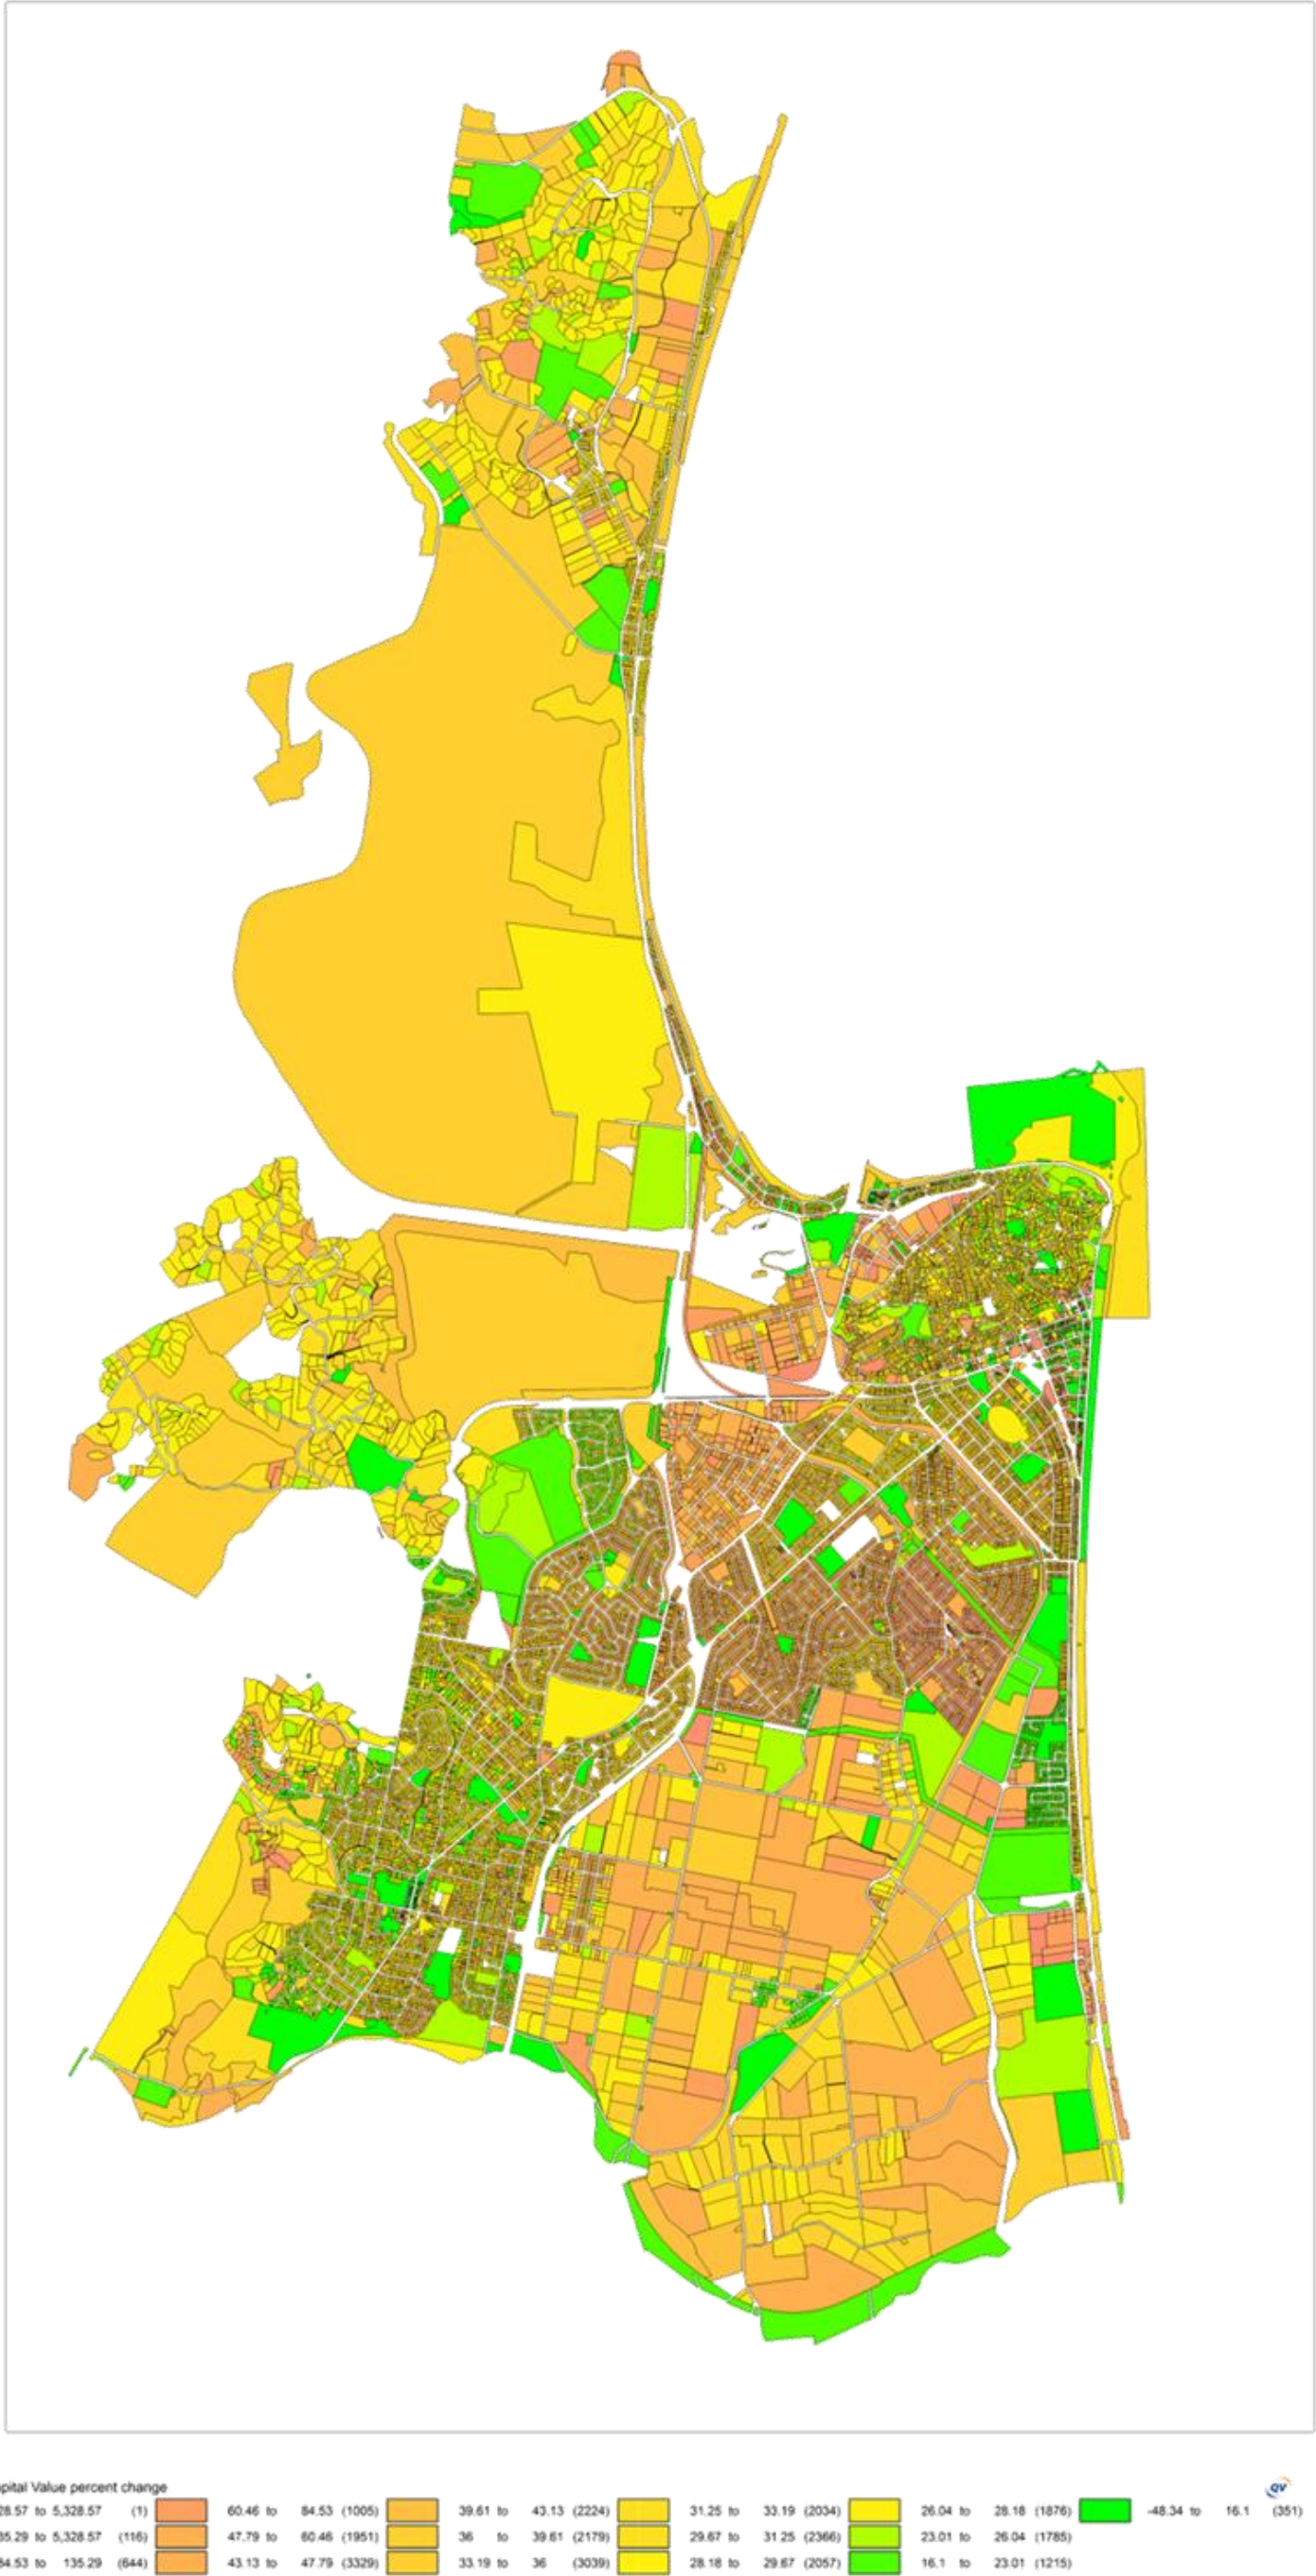 pital Value percent change
28.57 to 5,328.57 (1) 60.46 to 84.53 (1005) 39.61 to 43.13 (2224) 31.25 to 33.19 (2034) 26.04 to 28.18 (1876) -48.34 to 16.1 (351)
35.29 to 5,328.57 (116) 47.79 to 60.46 (1951) 36 to 39.61 (2179) 29.67 to 31.25 (2366) 23.01 to 26.04 (1785)
34.53 to 135.29 (644) 43.13 to 47.79 (3329) 33.19 to 36 (3039) 28.18 to 29.67 (2057) 16.1 to 23.01 (1215)
QV